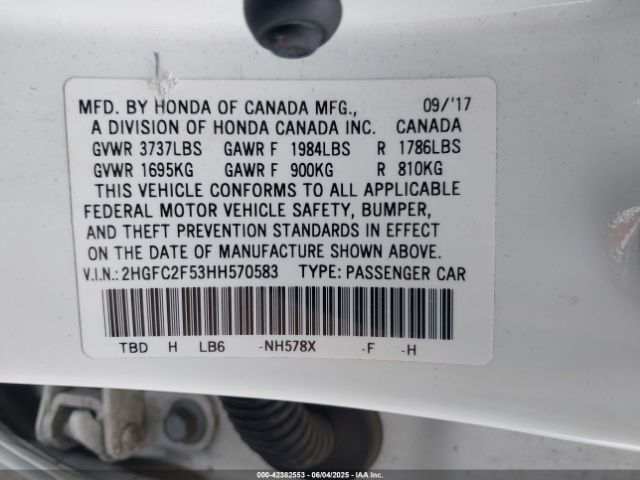 MFD. BY HONDA OF CANADA MFG., 09/'17
A DIVISION OF HONDA CANADA INC. CANADA
GVWR 3737LBS GAWR F 1984LBS R 1786LBS
GVWR 1695KG GAWR F 900KG R 810KG
THIS VEHICLE CONFORMS TO ALL APPLICABLE
FEDERAL MOTOR VEHICLE SAFETY, BUMPER,
AND THEFT PREVENTION STANDARDS IN EFFECT
ON THE DATE OF MANUFACTURE SHOWN ABOVE.
V.I.N.: 2HGFC2F53HH570583 TYPE: PASSENGER CAR
TBD H LB6 -NH578X -F -H
000-42382553 - 06/04/2025 - IAAI.COM